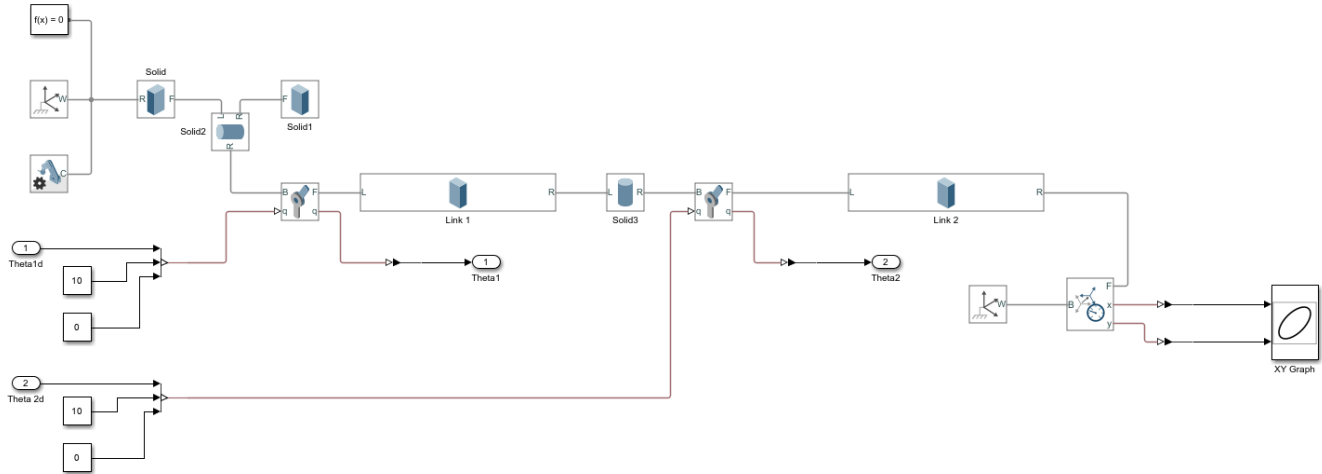 f(x) = 0
Solid
W
R
F
F
L
R
Solid2
R
Solid1
C
B
F
q
q
L
R
Link 1
L
R
Solid3
B
F
q
q
L
R
Link 2
1
Theta1d
10
0
1
Theta1
2
Theta2
W
B
F
x
y
XY Graph
2
Theta 2d
10
0